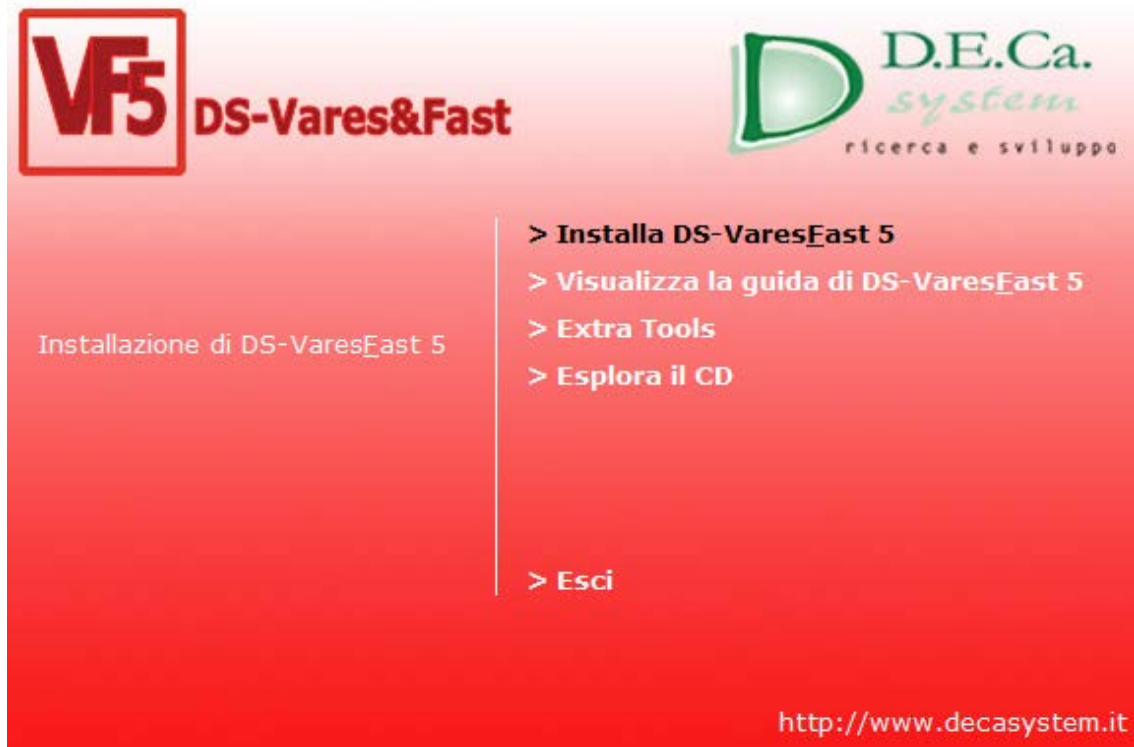 VF5
DS-Vares&Fast
D.E.Ca.
system
ricerca e sviluppo
> Installa DS-VaresFast 5
> Visualizza la guida di DS-VaresFast 5
> Extra Tools
> Esplora il CD
Installazione di DS-VaresFast 5
> Esci
http://www.decasystem.it